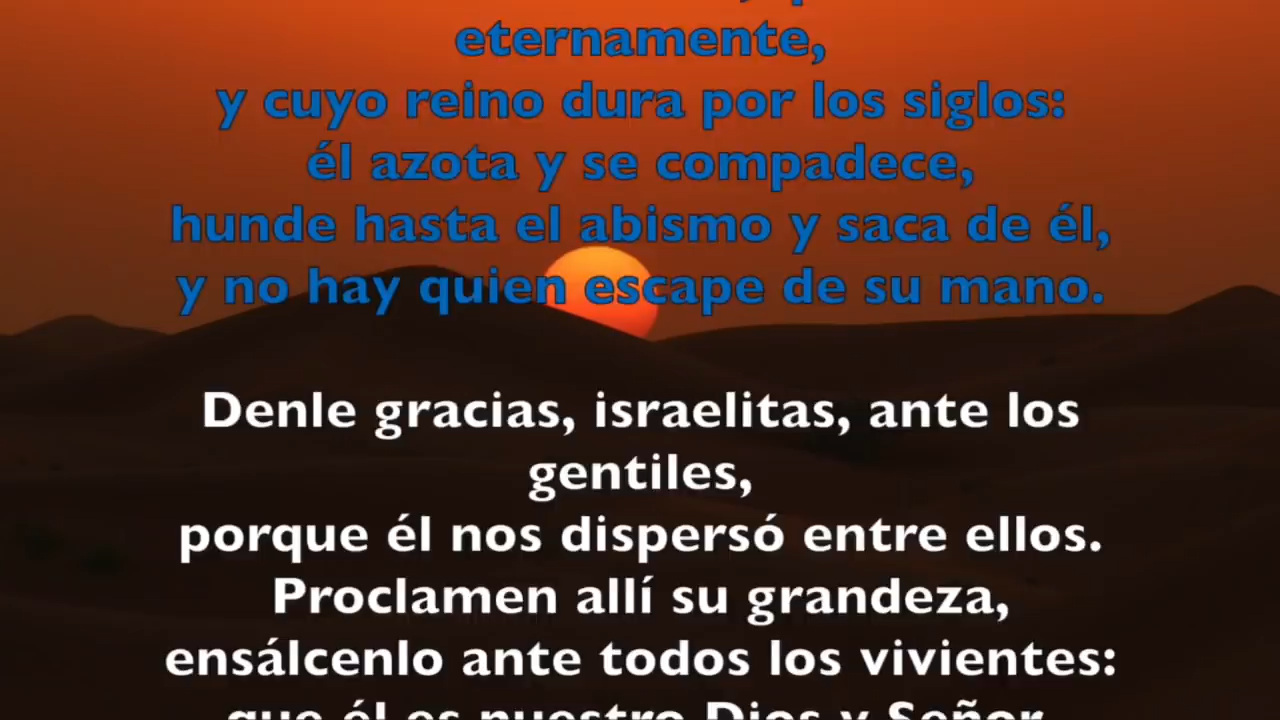 eternamente,
y cuyo reino dura por los siglos:
él azota y se compadece,
hunde hasta el abismo y saca de él,
y no hay quien escape de su mano.
Denle gracias, israelitas, ante los
gentiles,
porque él nos dispersó entre ellos.
Proclamen allí su grandeza,
ensálcenlo ante todos los vivientes:
que él es nuestro Dios y Señor